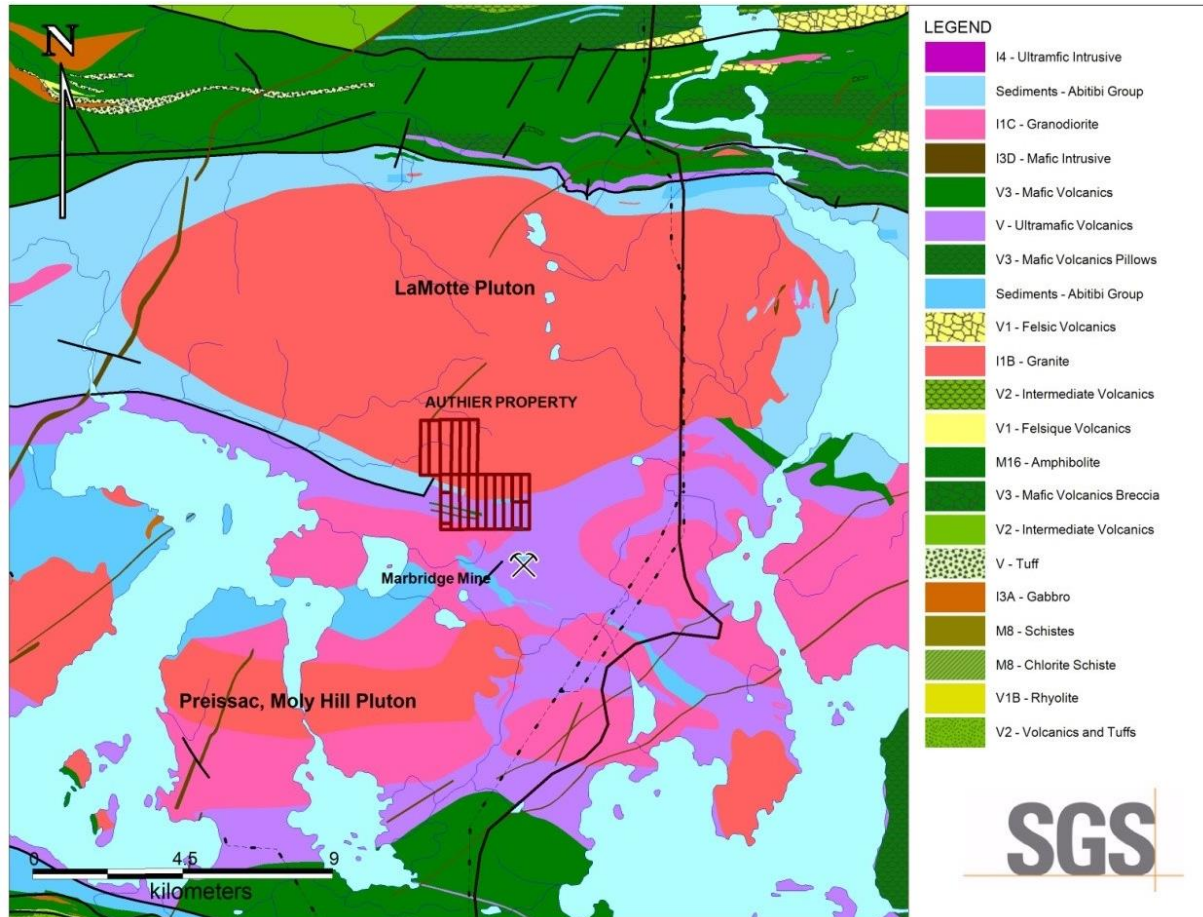 N
LaMotte Pluton
AUTHIER PROPERTY
Marbridge Mine
Preissac, Moly Hill Pluton
0 4.5 9
kilometers
LEGEND
I4 - Ultramfic Intrusive
Sediments - Abitibi Group
I1C - Granodiorite
I3D - Mafic Intrusive
V3 - Mafic Volcanics
V - Ultramafic Volcanics
V3 - Mafic Volcanics Pillows
Sediments - Abitibi Group
V1 - Felsic Volcanics
I1B - Granite
V2 - Intermediate Volcanics
V1 - Felsique Volcanics
M16 - Amphibolite
V3 - Mafic Volcanics Breccia
V2 - Intermediate Volcanics
V - Tuff
I3A - Gabbro
M8 - Schistes
M8 - Chlorite Schiste
V1B - Rhyolite
V2 - Volcanics and Tuffs
SGS